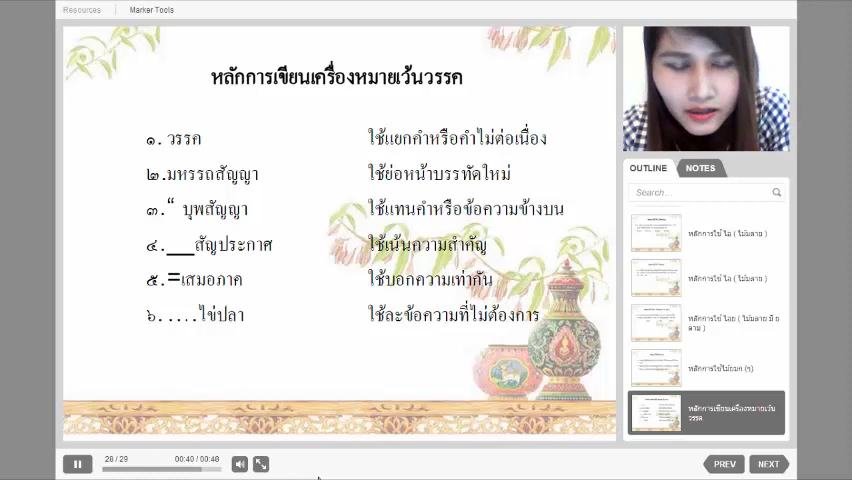 Resources
Marker Tools
หลักการเขียนเครื่องหมายเว้นวรรค
๑. วรรค ใช้แยกคำหรือคำไม่ต่อเนื่อง
๒.มหรรถสัญญา ใช้ย่อหน้าบรรทัดใหม่
๓.“ บุพสัญญา ใช้แทนคำหรือข้อความข้างบน
๔.__สัญประกาศ ใช้เน้นความสำคัญ
๕.=เสมอภาค ใช้บอกความเท่ากัน
๖.....ไข่ปลา ใช้ละข้อความที่ไม่ต้องการ
OUTLINE
NOTES
Search...
หลักการใช้ ใอ ( ไม้ม้วน )
หลักการใช้ ไอ ( ไม้มลาย )
หลักการใช้ ไอย ( ไม้มลาย มี ย
ตาม )
หลักการใช้ไม้ยมก (ๆ)
หลักการเขียนเครื่องหมายเว้น
วรรค
28 / 29
00:40 / 00:48
PREV
NEXT